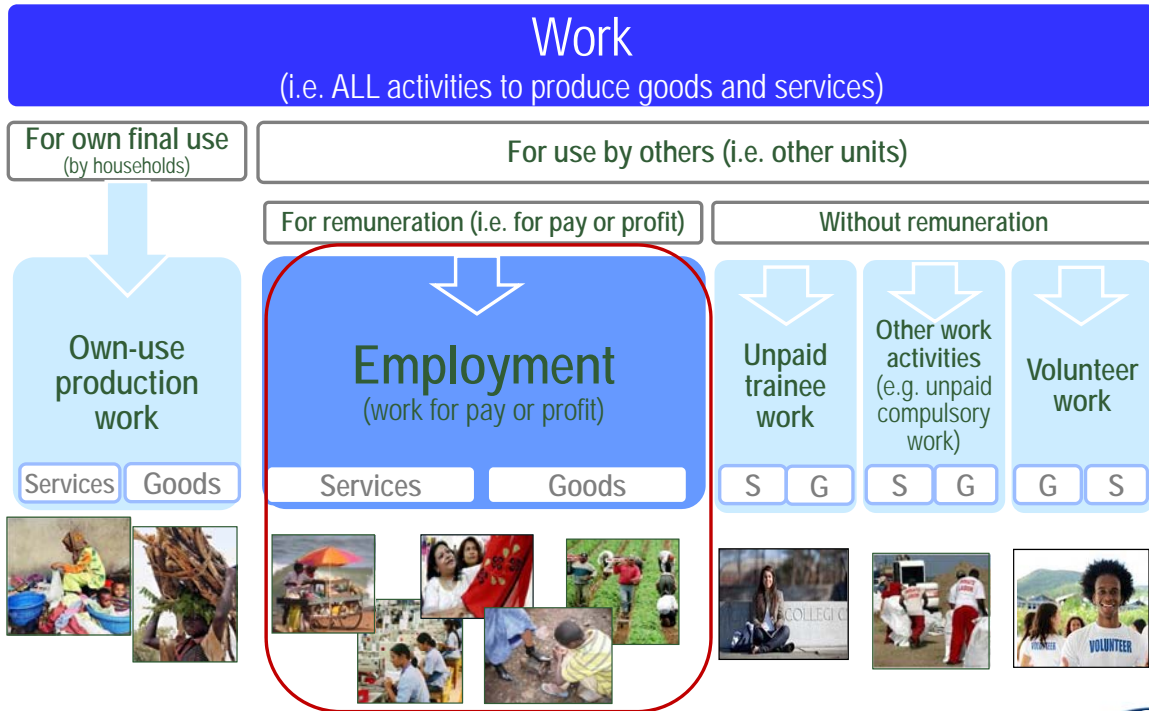 Work
(i.e. ALL activities to produce goods and services)
For own final use
(by households)
For use by others (i.e. other units)
For remuneration (i.e. for pay or profit)
Without remuneration
Own-use
production
work
Services
Goods
Employment
(work for pay or profit)
Services
Goods
Unpaid
trainee
work
S
G
Other work
activities
(e.g. unpaid
compulsory
work)
S
G
Volunteer
work
G
S
VOLUNTEER